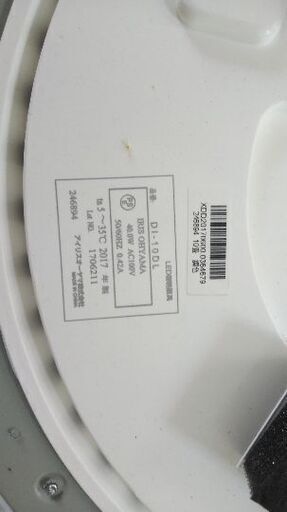 LED照明器具
品番: DI-10DL
IRIS OHYAMA
40.0W AC100V
50/60HZ 0.42A
ta 5～35℃ 2017 年製
Lot NO. 1706211
アイリスオーヤマ株式会社
246894 MADE IN CHINA
246894 10畳 調色